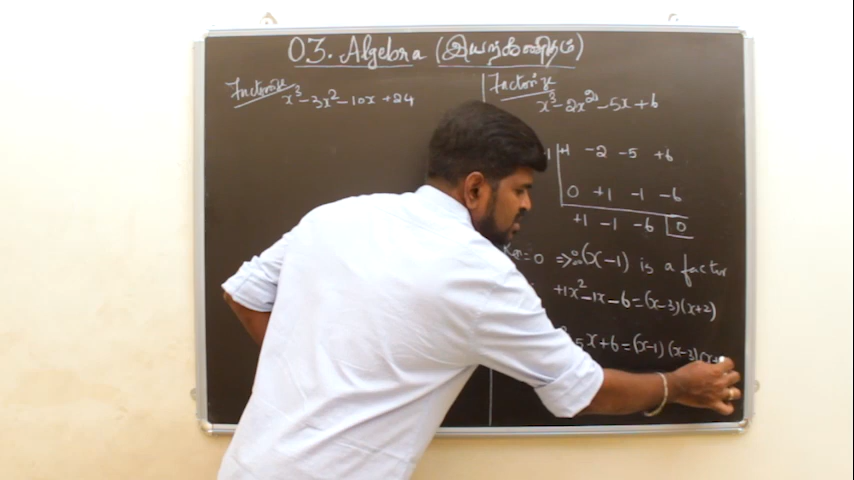 03. Algebra (இயற்கணிதம்)
Factorize
x³-3x²-10x+24
Factorize
x³-2x²-5x+6
1 +1 -2 -5 +6
0 +1 -1 -6
+1 -1 -6 0
=0 ⇒ ∴ (x-1) is a factor
+1x²-1x-6=(x-3)(x+2)
5x+6=(x-1)(x-3)(x+